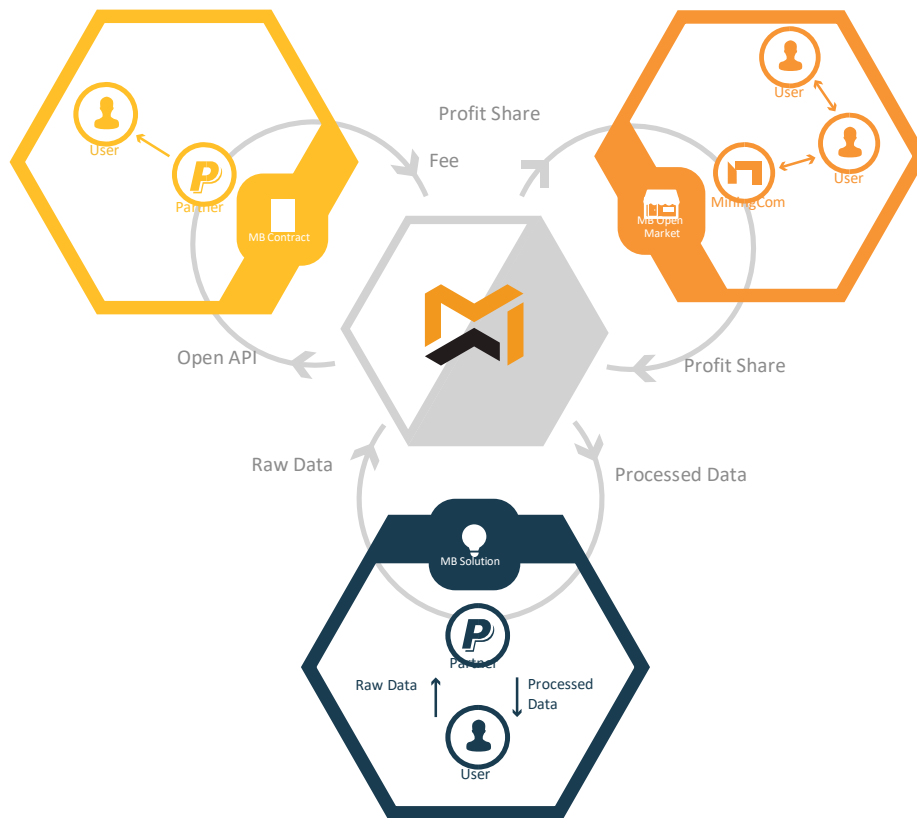 User
Partner
MB Contract
Profit Share
Fee
User
User
MiningCom
MB Open
Market
Open API
Profit Share
Raw Data
Processed Data
MB Solution
Partner
Raw Data
Processed
Data
User